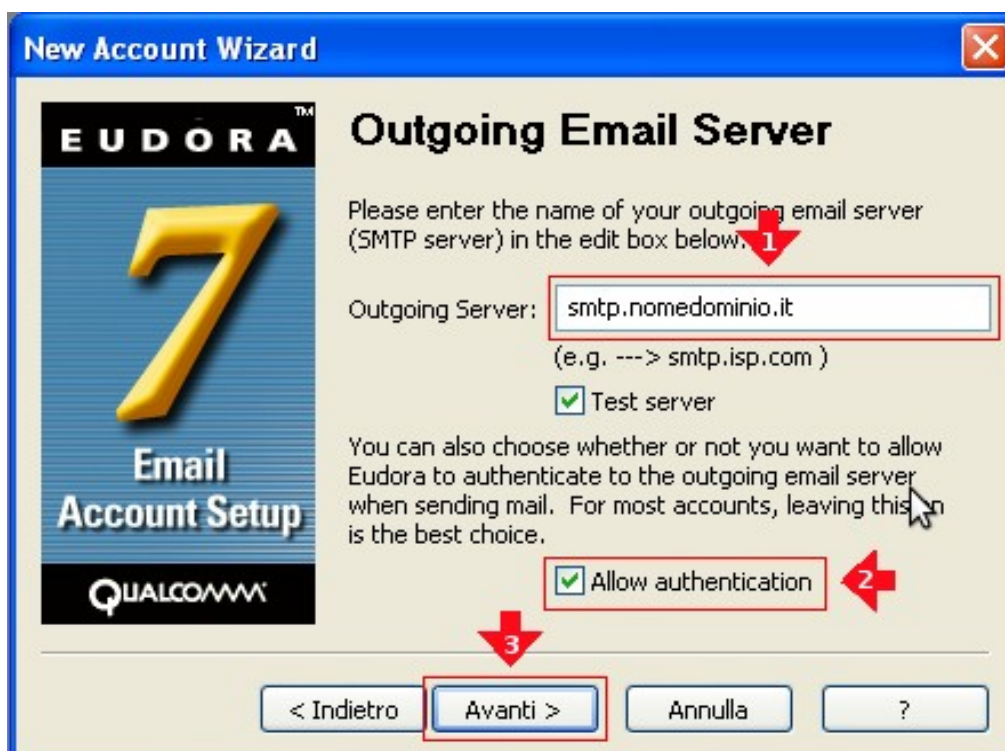 New Account Wizard
EUDORA™
7
Email
Account Setup
QUALCOMM
Outgoing Email Server
Please enter the name of your outgoing email server
(SMTP server) in the edit box below.
1
Outgoing Server: smtp.nomedominio.it
(e.g. ---> smtp.isp.com )
Test server
You can also choose whether or not you want to allow
Eudora to authenticate to the outgoing email server
when sending mail. For most accounts, leaving this on
is the best choice.
Allow authentication 2
3
< Indietro Avanti > Annulla ?